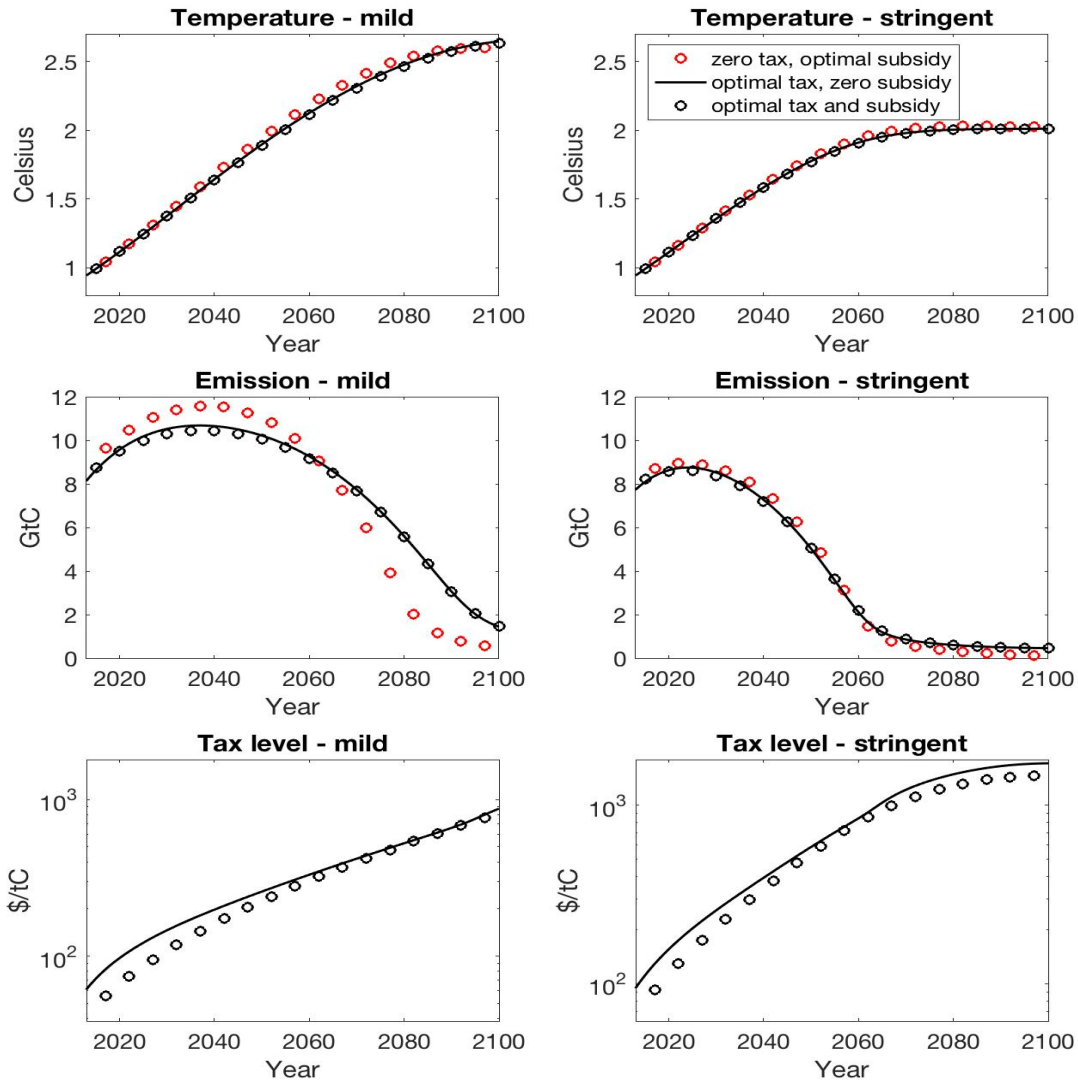 Temperature - mild
2.5
2
1.5
1
Celsius
2020 2040 2060 2080 2100
Year
Temperature - stringent
zero tax, optimal subsidy
optimal tax, zero subsidy
optimal tax and subsidy
2.5
2
1.5
1
Celsius
2020 2040 2060 2080 2100
Year
Emission - mild
12
10
8
6
4
2
0
GtC
2020 2040 2060 2080 2100
Year
Emission - stringent
12
10
8
6
4
2
0
GtC
2020 2040 2060 2080 2100
Year
Tax level - mild
10³
10²
$/tC
2020 2040 2060 2080 2100
Year
Tax level - stringent
10³
10²
$/tC
2020 2040 2060 2080 2100
Year